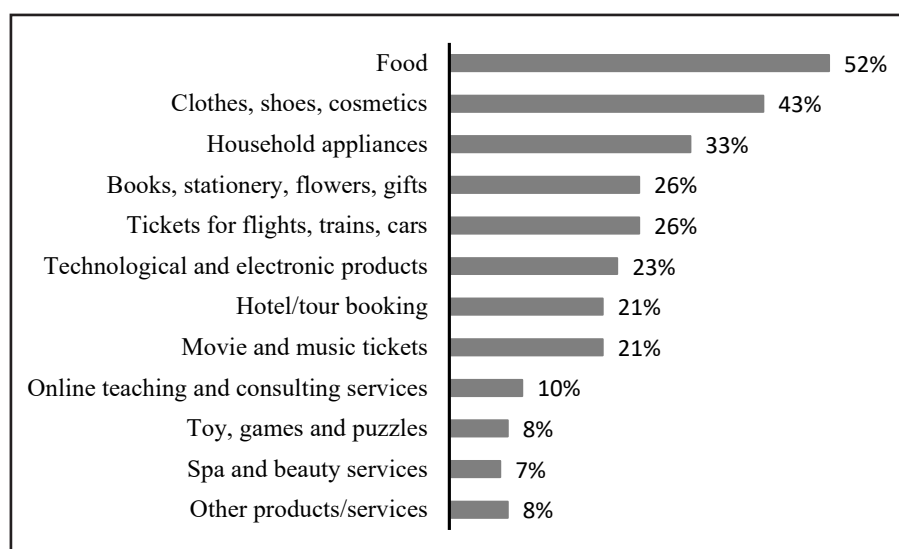 Food 52%
Clothes, shoes, cosmetics 43%
Household appliances 33%
Books, stationery, flowers, gifts 26%
Tickets for flights, trains, cars 26%
Technological and electronic products 23%
Hotel/tour booking 21%
Movie and music tickets 21%
Online teaching and consulting services 10%
Toy, games and puzzles 8%
Spa and beauty services 7%
Other products/services 8%